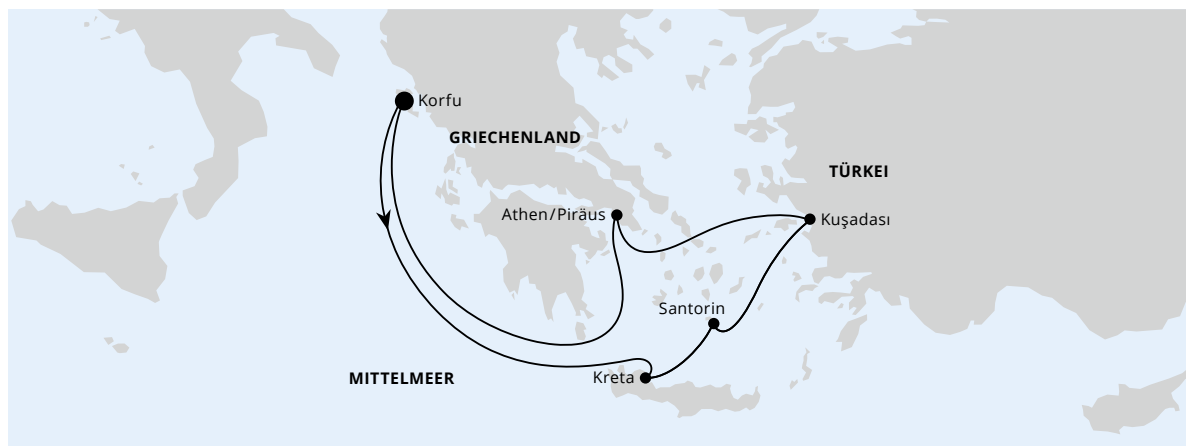 Korfu
GRIECHENLAND
TÜRKEI
Athen/Piräus
Kuşadası
Santorin
Kreta
MITTELMEER